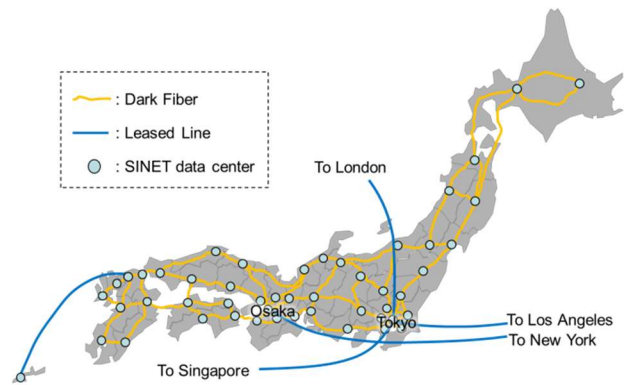 : Dark Fiber
: Leased Line
: SINET data center
To London
Osaka
Tokyo
To Los Angeles
To New York
To Singapore